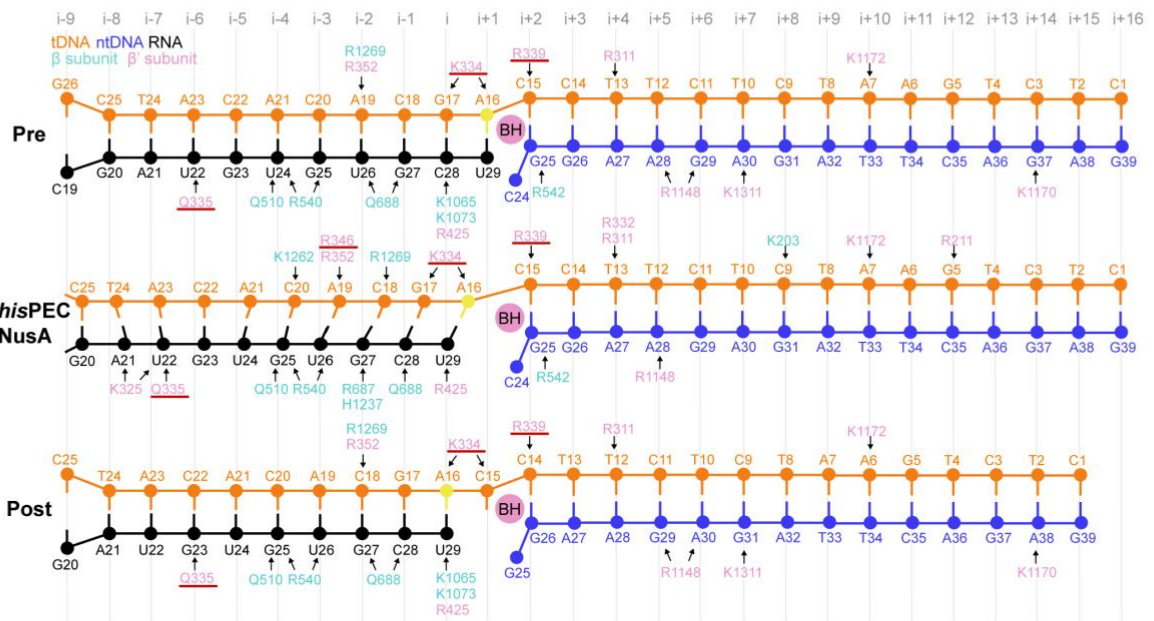 i-9 i-8 i-7 i-6 i-5 i-4 i-3 i-2 i-1 i i+1 i+2 i+3 i+4 i+5 i+6 i+7 i+8 i+9 i+10 i+11 i+12 i+13 i+14 i+15 i+16
tDNA ntDNA RNA
β subunit β' subunit
R1269 R339 R311 K1172
R352 K334
G26 C25 T24 A23 C22 A21 C20 A19 C18 G17 A16 C15 C14 T13 T12 C11 T10 C9 T8 A7 A6 G5 T4 C3 T2 C1
Pre BH
C19 G20 A21 U22 G23 U24 G25 U26 G27 C28 U29 C24 G25 G26 A27 A28 G29 A30 G31 A32 T33 T34 C35 A36 G37 A38 G39
Q335 Q510 R540 Q688 K1065 R542 R1148 K1311 K1170
K1073
R425
R346 R339 R332 K203 K1172 R211
K1262 R352 R1269 K334 R311
C25 T24 A23 C22 A21 C20 A19 C18 G17 A16 C15 C14 T13 T12 C11 T10 C9 T8 A7 A6 G5 T4 C3 T2 C1
hisPEC BH
NusA
G20 A21 U22 G23 U24 G25 U26 G27 C28 U29 C24 G25 G26 A27 A28 G29 A30 G31 A32 T33 T34 C35 A36 G37 A38 G39
K325 Q335 Q510 R540 R687 Q688 R425 R542 R1148
H1237
R1269 R339 R311 K1172
R352 K334
C25 T24 A23 C22 A21 C20 A19 C18 G17 A16 C15 C14 T13 T12 C11 T10 C9 T8 A7 A6 G5 T4 C3 T2 C1
Post BH
G20 A21 U22 G23 U24 G25 U26 G27 C28 U29 G25 G26 A27 A28 G29 A30 G31 A32 T33 T34 C35 A36 G37 A38 G39
Q335 Q510 R540 Q688 K1065 R1148 K1311 K1170
K1073
R425